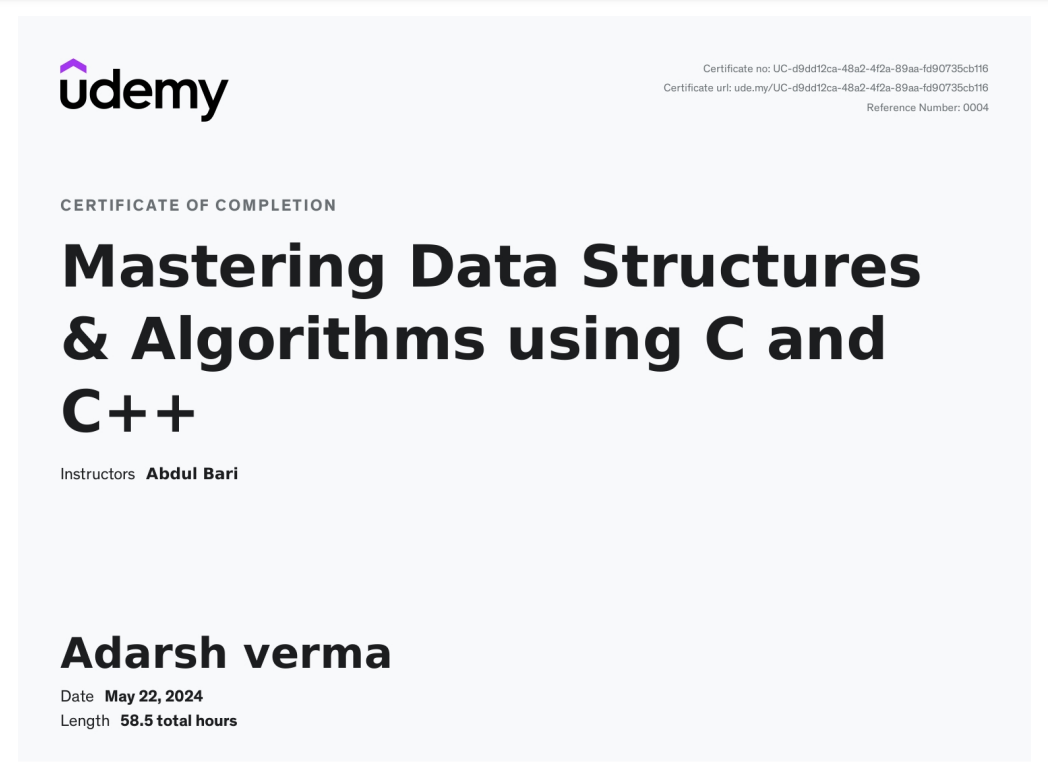 udemy
Certificate no: UC-d9dd12ca-48a2-4f2a-89aa-fd90735cb116
Certificate url: ude.my/UC-d9dd12ca-48a2-4f2a-89aa-fd90735cb116
Reference Number: 0004
CERTIFICATE OF COMPLETION
Mastering Data Structures
& Algorithms using C and
C++
Instructors Abdul Bari
Adarsh verma
Date May 22, 2024
Length 58.5 total hours